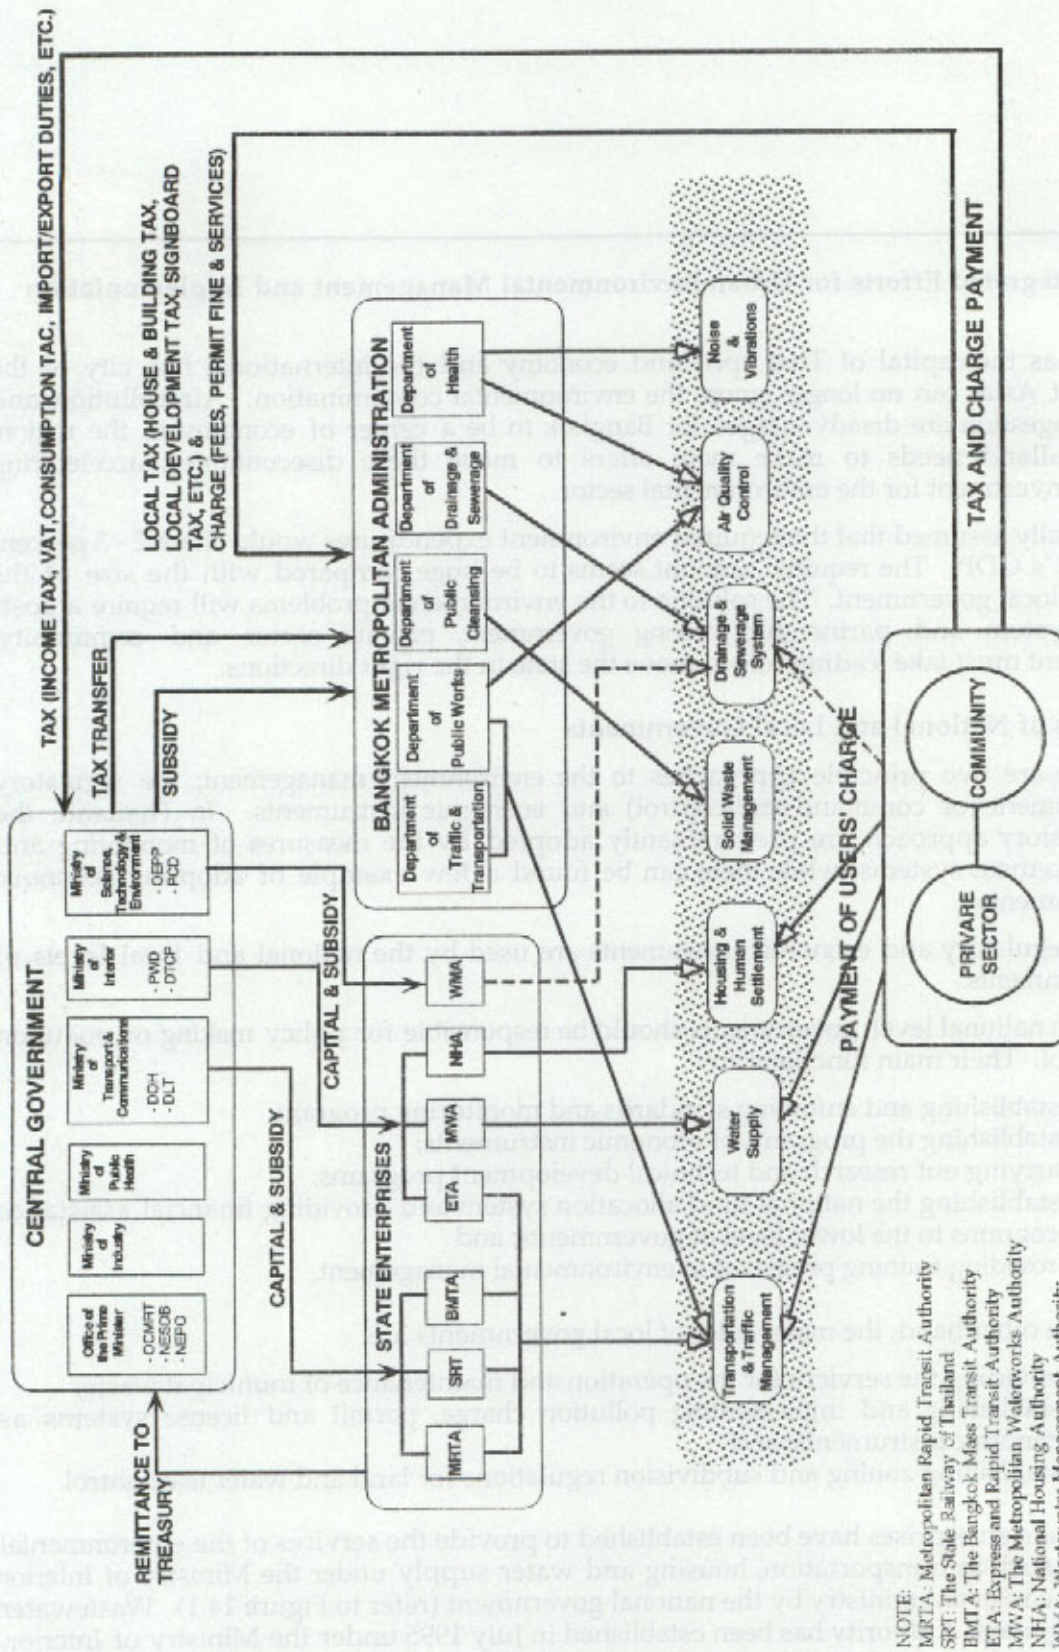 TAX (INCOME TAX, VAT,CONSUMPTION TAC, IMPORT/EXPORT DUTIES, ETC.)
CENTRAL GOVERNMENT
Office of
the Prime
Minister
- OCMRT
- NESDB
- NEPO
Ministry
of
Industry
Ministry
of
Public
Health
Ministry
of
Transport &
Communications
- DOH
- DLT
Ministry
of
Interior
- PWD
- DTCP
Ministry
of
Science,
Technology &
Environment
- DEPP
- PCD
REMITTANCE TO
TREASURY
CAPITAL & SUBSIDY
CAPITAL & SUBSIDY
TAX TRANSFER
SUBSIDY
LOCAL TAX (HOUSE & BUILDING TAX,
LOCAL DEVELOPMENT TAX, SIGNBOARD
TAX, ETC) &
CHARGE (FEES, PERMIT FINE & SERVICES)
STATE ENTERPRISES
MRTA
SRT
BMTA
ETA
MWA
NHA
WMA
BANGKOK METROPOLITAN ADMINISTRATION
Department
of
Traffic &
Transportation
Department
of
Public Works
Department
of
Public
Cleansing
Department
of
Drainage &
Sewerage
Department
of
Health
Transportantion
& Traffic
Management
Water
Supply
Housing &
Human
Settlement
Solid Waste
Management
Drainage &
Sewerage
System
Air Quality
Control
Noise
&
Vibrations
PAYMENT OF USERS' CHARGE
TAX AND CHARGE PAYMENT
PRIVARE
SECTOR
COMMUNITY
NOTE:
MRTA: Metropolitan Rapid Transit Authority
SRT: The State Railway of Thailand
BMTA: The Bangkok Mass Transit Authority
ETA: Express and Rapid Transit Authority
MWA: The Metropolitan Waterworks Authority
NHA: National Housing Authority